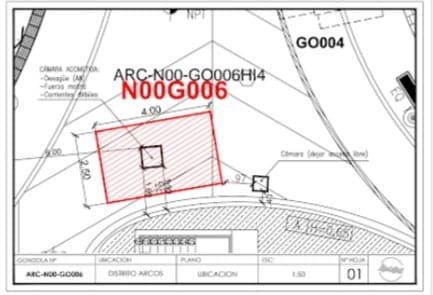 NPT
GO004
CÁMARA ACOMETIDA:
-Desagüe (AN)
-Fuerza motriz
-Corrientes débiles
ARC-N00-GO006HI4
N00G006
4.00
6.00
2.50
.97
Cámara (dejar acceso libre)
EQ
A (H=0,65)
GONDOLA Nº
UBICACION
PLANO
ESC:
Nº HOJA
ARC-N00-GO006
DISTRITO ARCOS
UBICACION
1:50
01